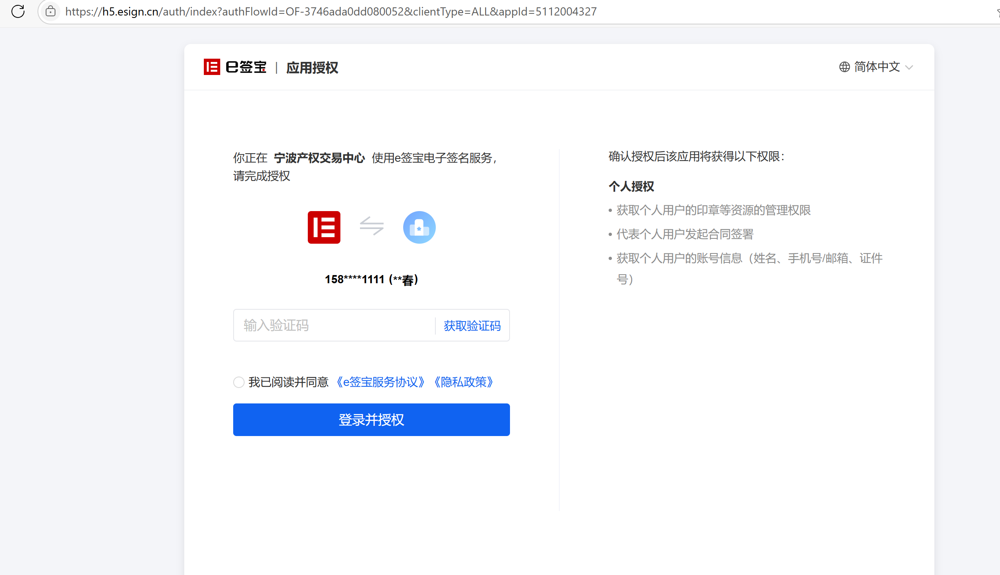 https://h5.esign.cn/auth/index?authFlowId=OF-3746ada0dd080052&clientType=ALL&appId=5112004327
e签宝 | 应用授权
简体中文
你正在 宁波产权交易中心 使用e签宝电子签名服务，
请完成授权
158****1111 (**春)
输入验证码
获取验证码
我已阅读并同意 《e签宝服务协议》《隐私政策》
登录并授权
确认授权后该应用将获得以下权限：
个人授权
• 获取个人用户的印章等资源的管理权限
• 代表个人用户发起合同签署
• 获取个人用户的账号信息（姓名、手机号/邮箱、证件
号）